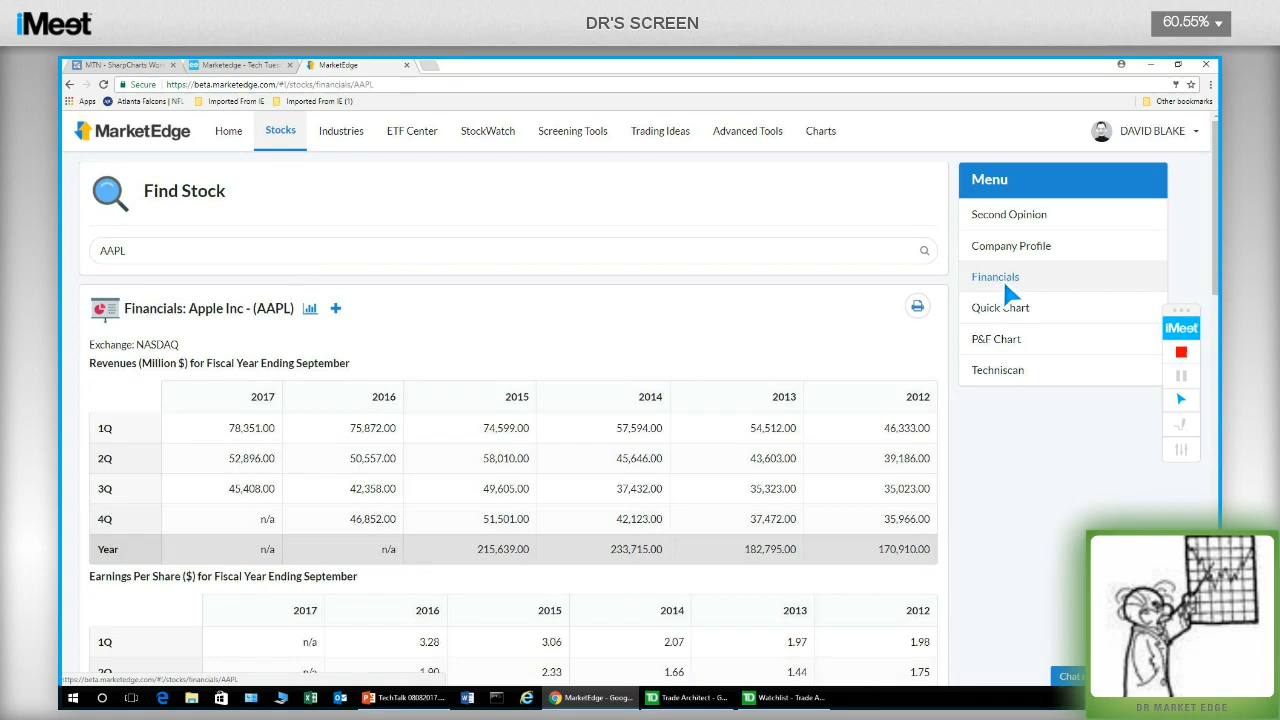 iMeet
DR'S SCREEN
60.55%
MTN - SharpCharts Wor
Marketedge - Tech Tues
MarketEdge
Secure https://beta.marketedge.com/#!/stocks/financials/AAPL
Apps Atlanta Falcons | NFL Imported From IE Imported From IE (1) Other bookmarks
MarketEdge Home Stocks Industries ETF Center StockWatch Screening Tools Trading Ideas Advanced Tools Charts DAVID BLAKE
Find Stock
AAPL
Menu
Second Opinion
Company Profile
Financials
Quick Chart
P&F Chart
Techniscan
iMeet
Financials: Apple Inc - (AAPL)
Exchange: NASDAQ
Revenues (Million $) for Fiscal Year Ending September
2017 2016 2015 2014 2013 2012
1Q 78,351.00 75,872.00 74,599.00 57,594.00 54,512.00 46,333.00
2Q 52,896.00 50,557.00 58,010.00 45,646.00 43,603.00 39,186.00
3Q 45,408.00 42,358.00 49,605.00 37,432.00 35,323.00 35,023.00
4Q n/a 46,852.00 51,501.00 42,123.00 37,472.00 35,966.00
Year n/a n/a 215,639.00 233,715.00 182,795.00 170,910.00
Earnings Per Share ($) for Fiscal Year Ending September
2017 2016 2015 2014 2013 2012
1Q n/a 3.28 3.06 2.07 1.97 1.98
2Q n/a 1.90 2.33 1.66 1.44 1.75
https://beta.marketedge.com/#!/stocks/financials/AAPL
Chat
TechTalk 08082017....
MarketEdge - Goog...
Trade Architect - G...
Watchlist - Trade A...
DR MARKET EDGE